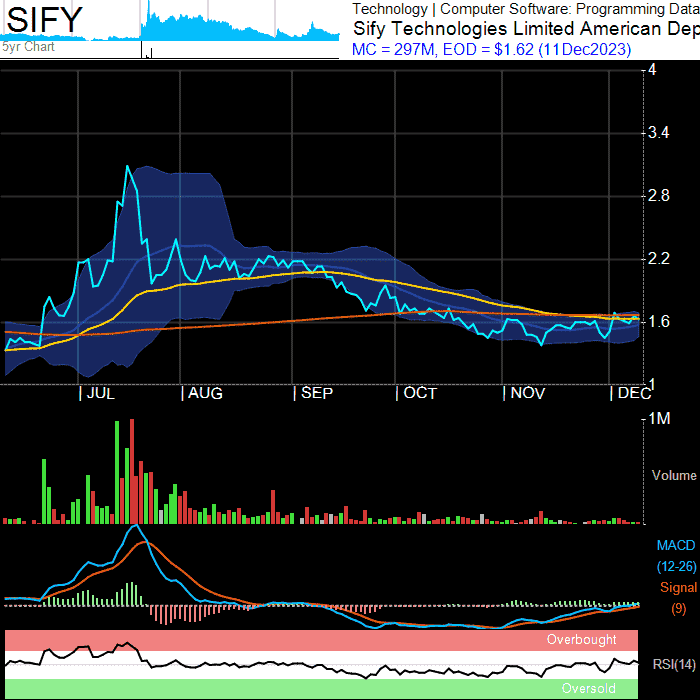 SIFY
5yr Chart
Technology | Computer Software: Programming Data
Sify Technologies Limited American Dep
MC = 297M, EOD = $1.62 (11Dec2023)
4
3.4
2.8
2.2
1.6
1
JUL AUG SEP OCT NOV DEC
1M
Volume
MACD
(12-26)
Signal
(9)
Overbought
RSI(14)
Oversold